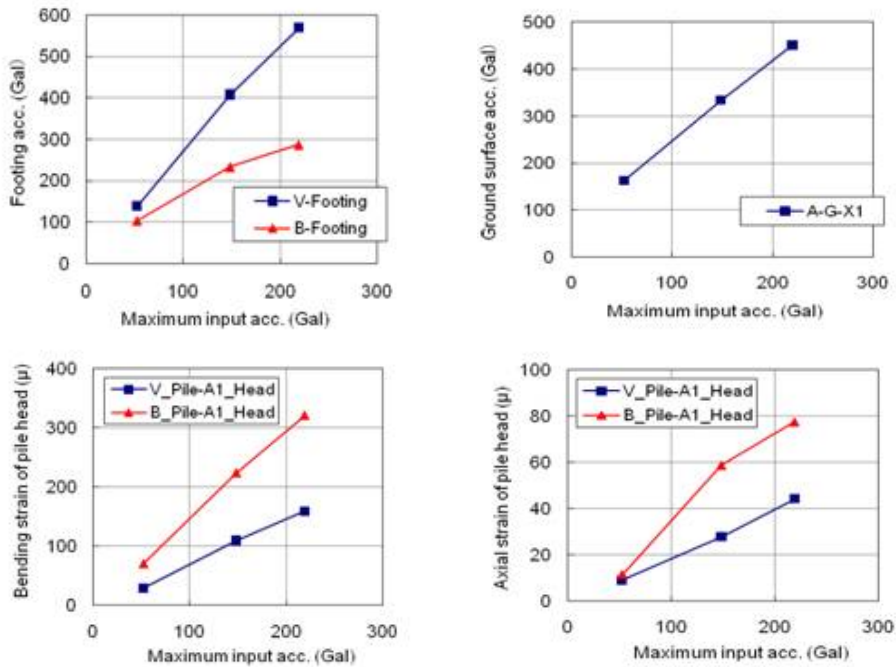 Footing acc. (Gal)
600
500
400
300
200
100
0
V-Footing
B-Footing
0 100 200 300
Maximum input acc. (Gal)
Ground surface acc. (Gal)
500
400
300
200
100
0
A-G-X1
0 100 200 300
Maximum input acc. (Gal)
Bending strain of pile head (μ)
400
300
200
100
0
V_Pile-A1_Head
B_Pile-A1_Head
0 100 200 300
Maximum input acc. (Gal)
Axial strain of pile head (μ)
100
80
60
40
20
0
V_Pile-A1_Head
B_Pile-A1_Head
0 100 200 300
Maximum input acc. (Gal)